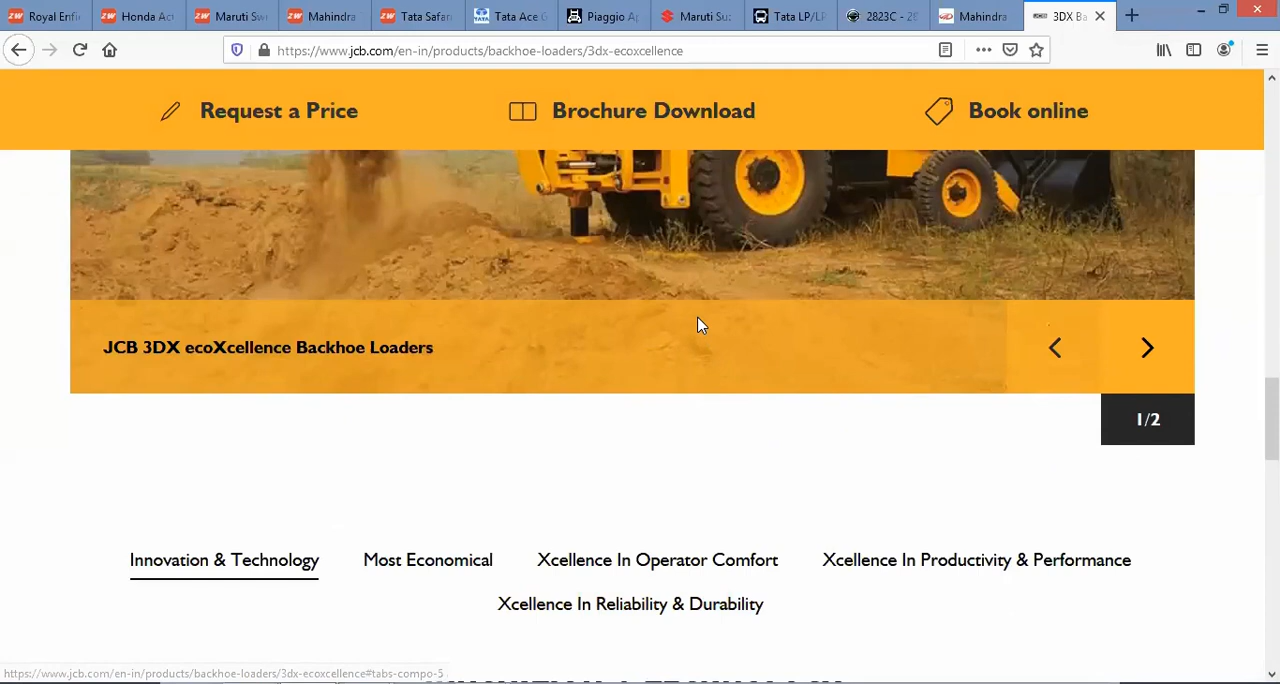 Royal Enfi
Honda Ac
Maruti Sw
Mahindra
Tata Safar
Tata Ace G
Piaggio Ap
Maruti Suz
Tata LP/LP
2823C - 28
Mahindra
3DX Ba
https://www.jcb.com/en-in/products/backhoe-loaders/3dx-ecoxcellence
Request a Price
Brochure Download
Book online
JCB 3DX ecoXcellence Backhoe Loaders
1/2
Innovation & Technology
Most Economical
Xcellence In Operator Comfort
Xcellence In Productivity & Performance
Xcellence In Reliability & Durability
https://www.jcb.com/en-in/products/backhoe-loaders/3dx-ecoxcellence#tabs-compo-5